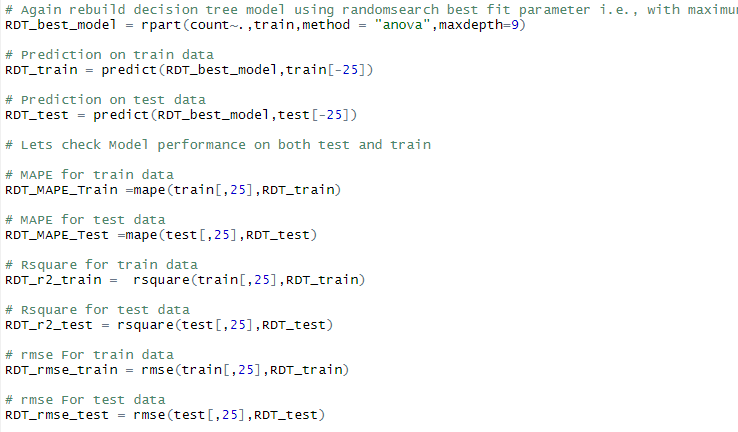 # Again rebuild decision tree model using randomsearch best fit parameter i.e., with
RDT_best_model = rpart(count~.,train,method = "anova",maxdepth=9)
# Prediction on train data
RDT_train = predict(RDT_best_model,train[-25])
# Prediction on test data
RDT_test = predict(RDT_best_model,test[-25])
# Lets check Model performance on both test and train
# MAPE for train data
RDT_MAPE_Train =mape(train[,25],RDT_train)
# MAPE for test data
RDT_MAPE_Test =mape(test[,25],RDT_test)
# Rsquare for train data
RDT_r2_train =  rsquare(train[,25],RDT_train)
# Rsquare for test data
RDT_r2_test = rsquare(test[,25],RDT_test)
# rmse For train data
RDT_rmse_train = rmse(train[,25],RDT_train)
# rmse For test data
RDT_rmse_test = rmse(test[,25],RDT_test)